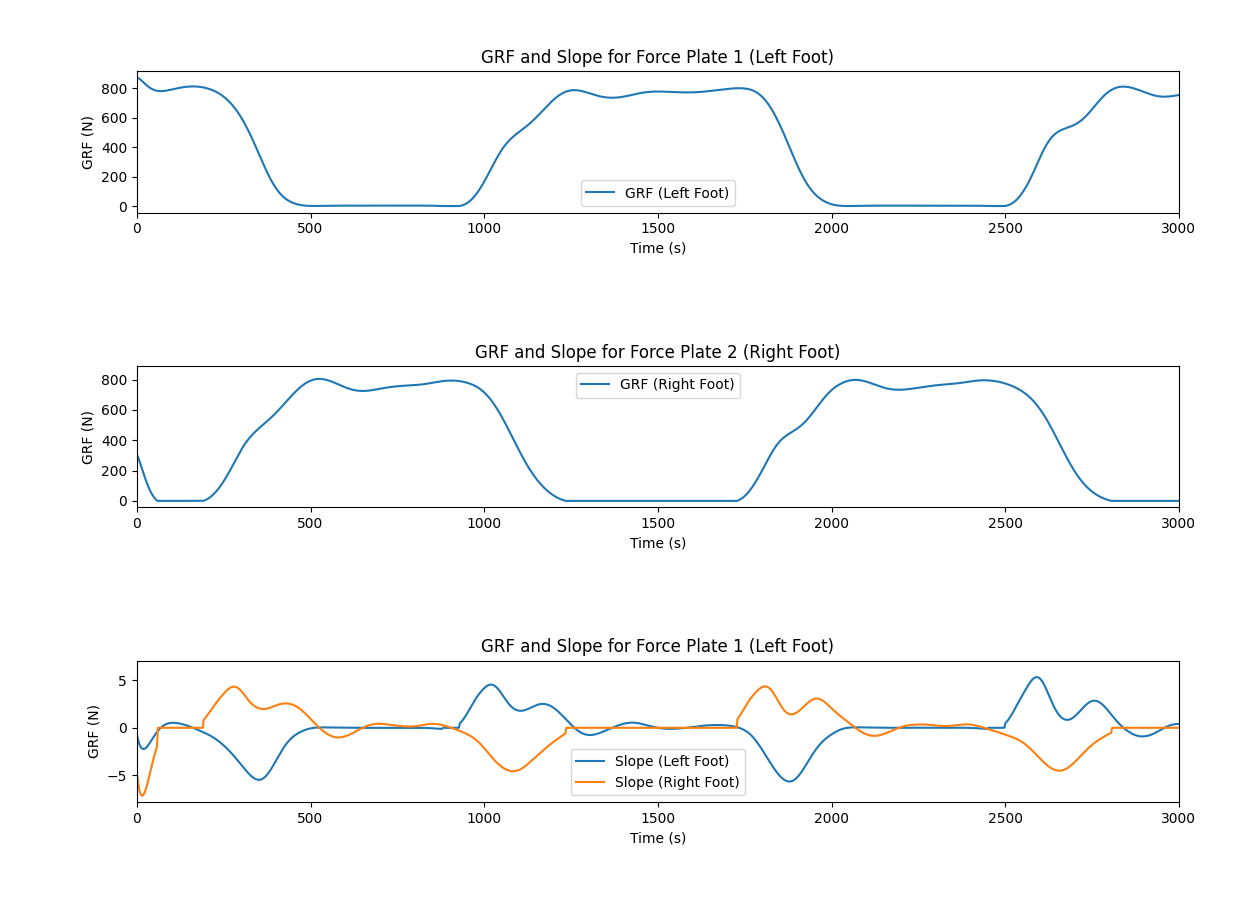 GRF and Slope for Force Plate 1 (Left Foot)
800
600
400
200
0
GRF (N)
GRF (Left Foot)
0 500 1000 1500 2000 2500 3000
Time (s)
GRF and Slope for Force Plate 2 (Right Foot)
800
600
400
200
0
GRF (N)
GRF (Right Foot)
0 500 1000 1500 2000 2500 3000
Time (s)
GRF and Slope for Force Plate 1 (Left Foot)
5
0
−5
GRF (N)
Slope (Left Foot)
Slope (Right Foot)
0 500 1000 1500 2000 2500 3000
Time (s)